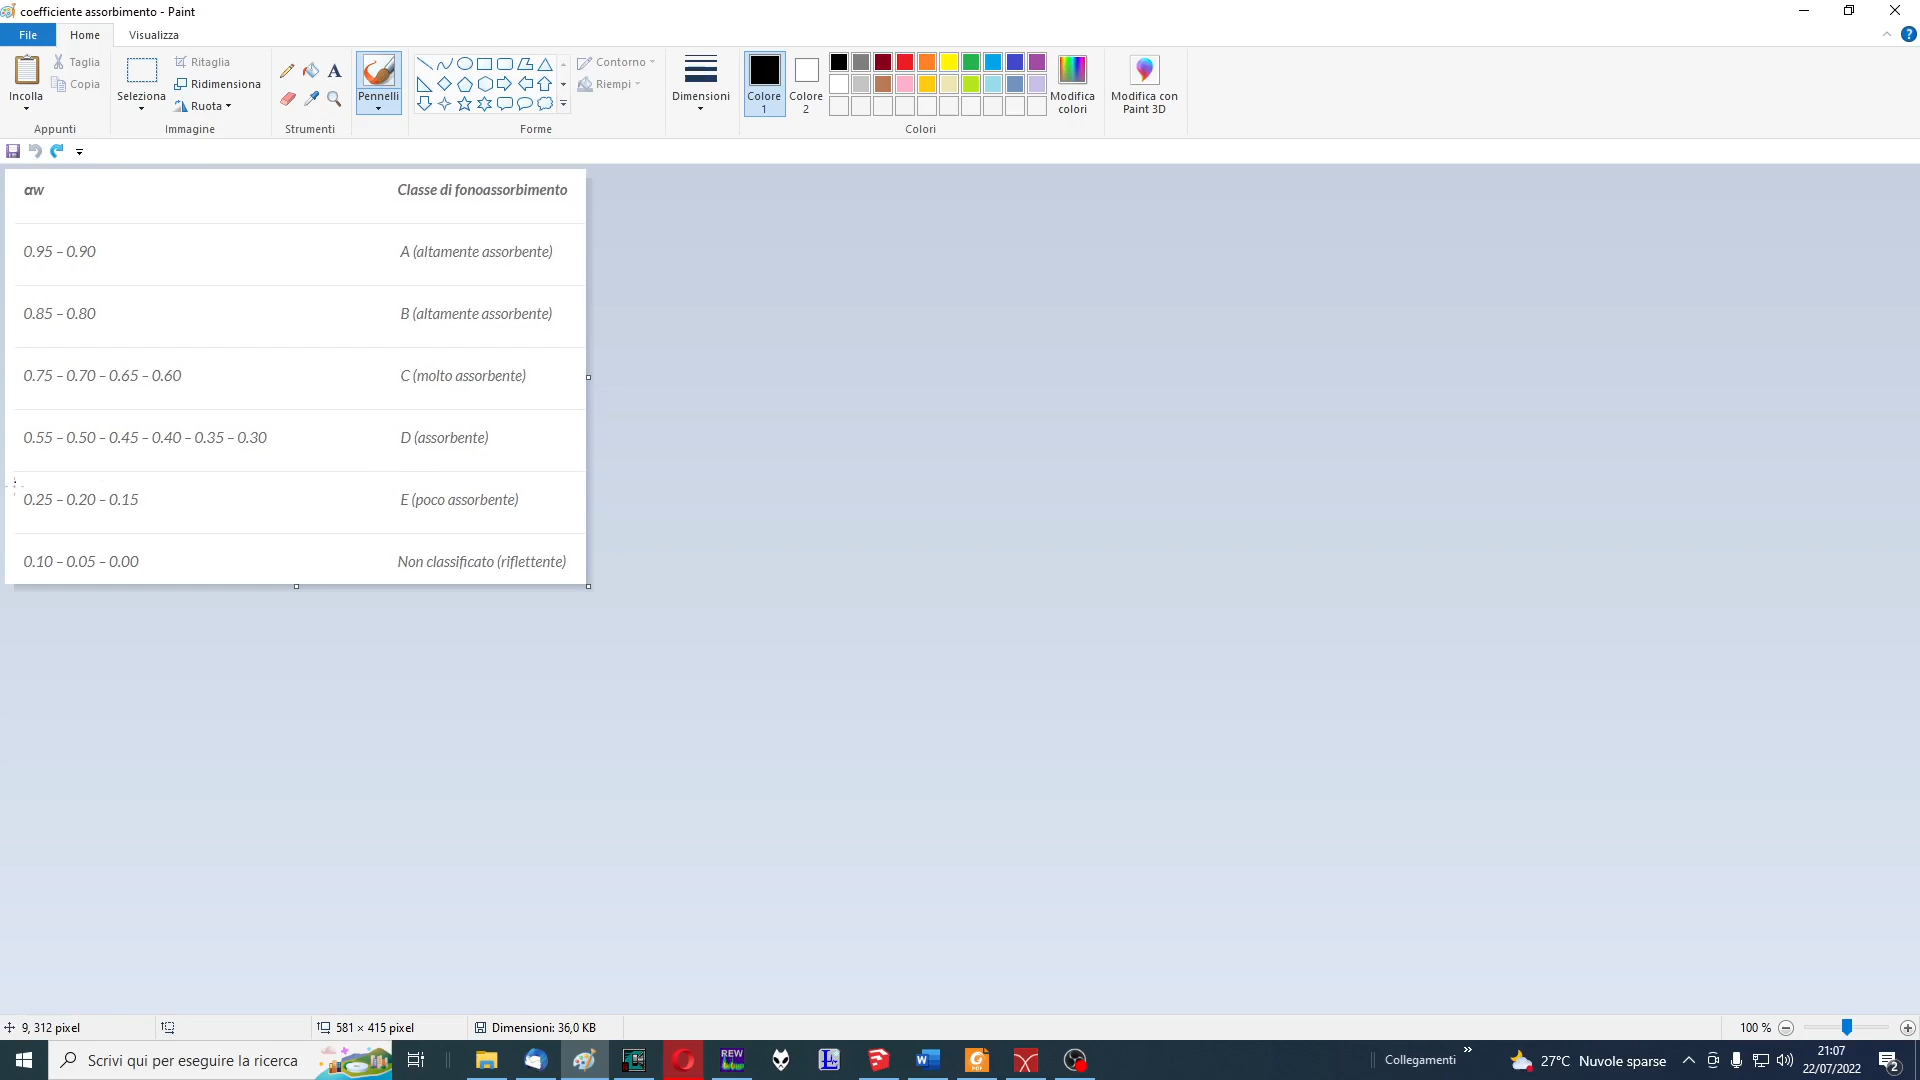 coefficiente assorbimento - Paint
File
Home
Visualizza
Incolla
Taglia
Copia
Appunti
Seleziona
Ritaglia
Ridimensiona
Ruota
Immagine
A
Strumenti
Pennelli
Contorno
Riempi
Forme
Dimensioni
Colore 1
Colore 2
Modifica colori
Colori
Modifica con Paint 3D
αw Classe di fonoassorbimento
0.95 – 0.90 A (altamente assorbente)
0.85 – 0.80 B (altamente assorbente)
0.75 – 0.70 – 0.65 – 0.60 C (molto assorbente)
0.55 – 0.50 – 0.45 – 0.40 – 0.35 – 0.30 D (assorbente)
0.25 – 0.20 – 0.15 E (poco assorbente)
0.10 – 0.05 – 0.00 Non classificato (riflettente)
9, 312 pixel
581 × 415 pixel
Dimensioni: 36,0 KB
100 %
Scrivi qui per eseguire la ricerca
REW
W
Collegamenti
27°C Nuvole sparse
21:07
22/07/2022
2